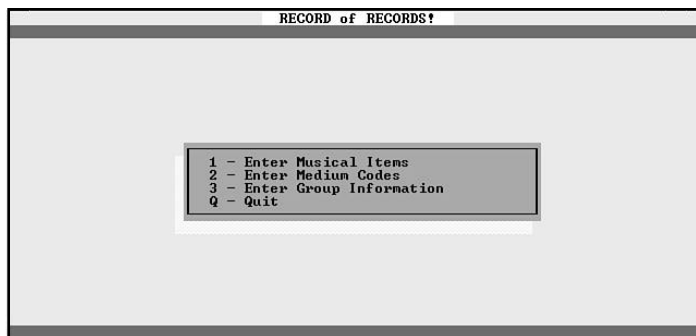 RECORD of RECORDS!
1 - Enter Musical Items
2 - Enter Medium Codes
3 - Enter Group Information
Q - Quit